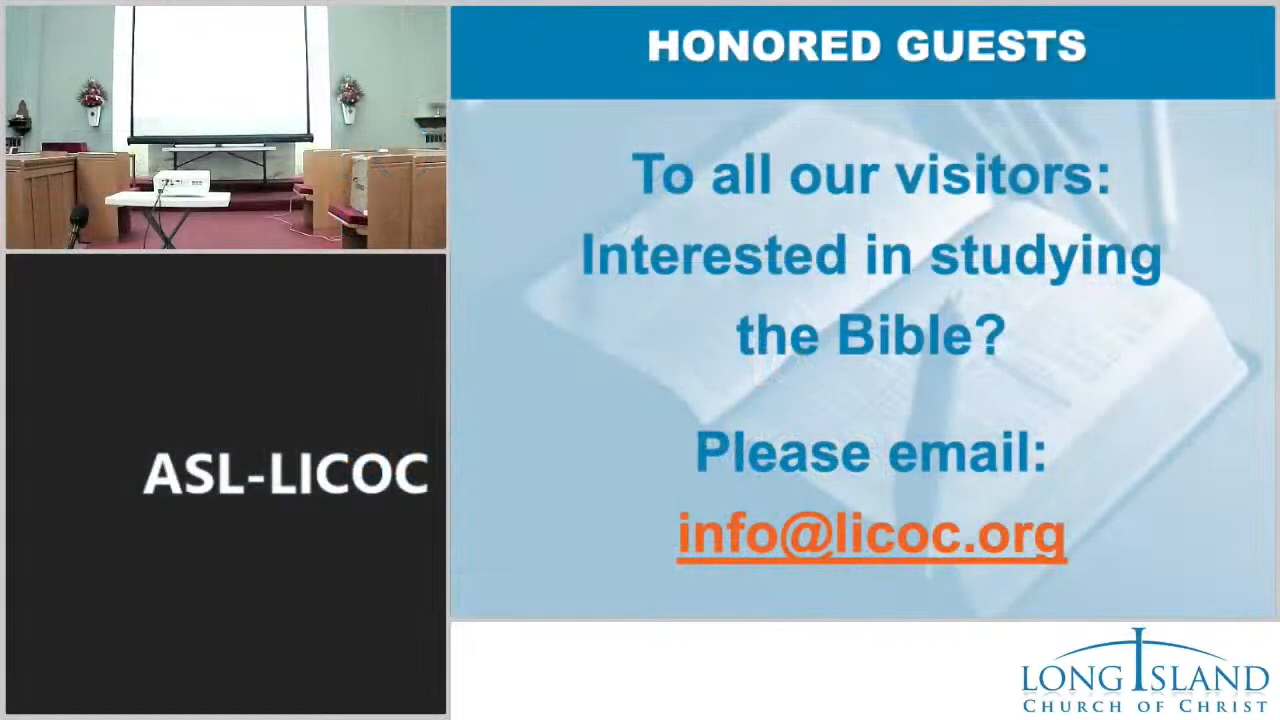 HONORED GUESTS
To all our visitors:
Interested in studying
the Bible?
Please email:
info@licoc.org
ASL-LICOC
LONG ISLAND
CHURCH OF CHRIST